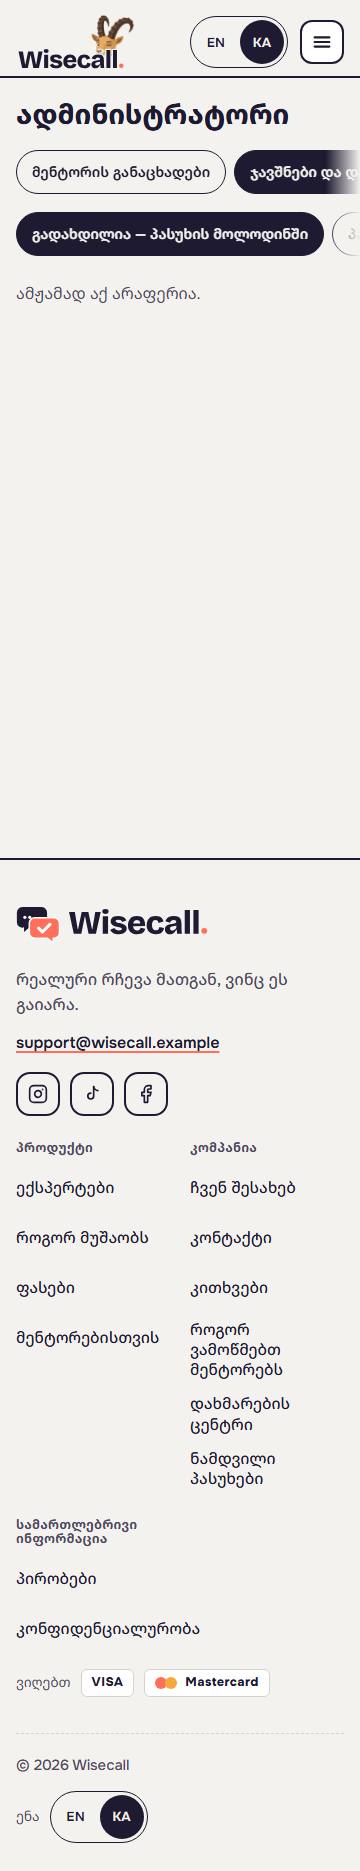 Wisecall.
EN KA
ადმინისტრატორი
მენტორის განაცხადები ჯავშნები და
გადახდილია — პასუხის მოლოდინში
ამჟამად აქ არაფერია.
Wisecall.
რეალური რჩევა მათგან, ვინც ეს
გაიარა.
support@wisecall.example
პროდუქტი
ექსპერტები
როგორ მუშაობს
ფასები
მენტორებისთვის
კომპანია
ჩვენ შესახებ
კონტაქტი
კითხვები
როგორ
ვამოწმებთ
მენტორებს
დახმარების
ცენტრი
ნამდვილი
პასუხები
სამართლებრივი
ინფორმაცია
პირობები
კონფიდენციალურობა
ვიღებთ VISA Mastercard
© 2026 Wisecall
ენა EN KA